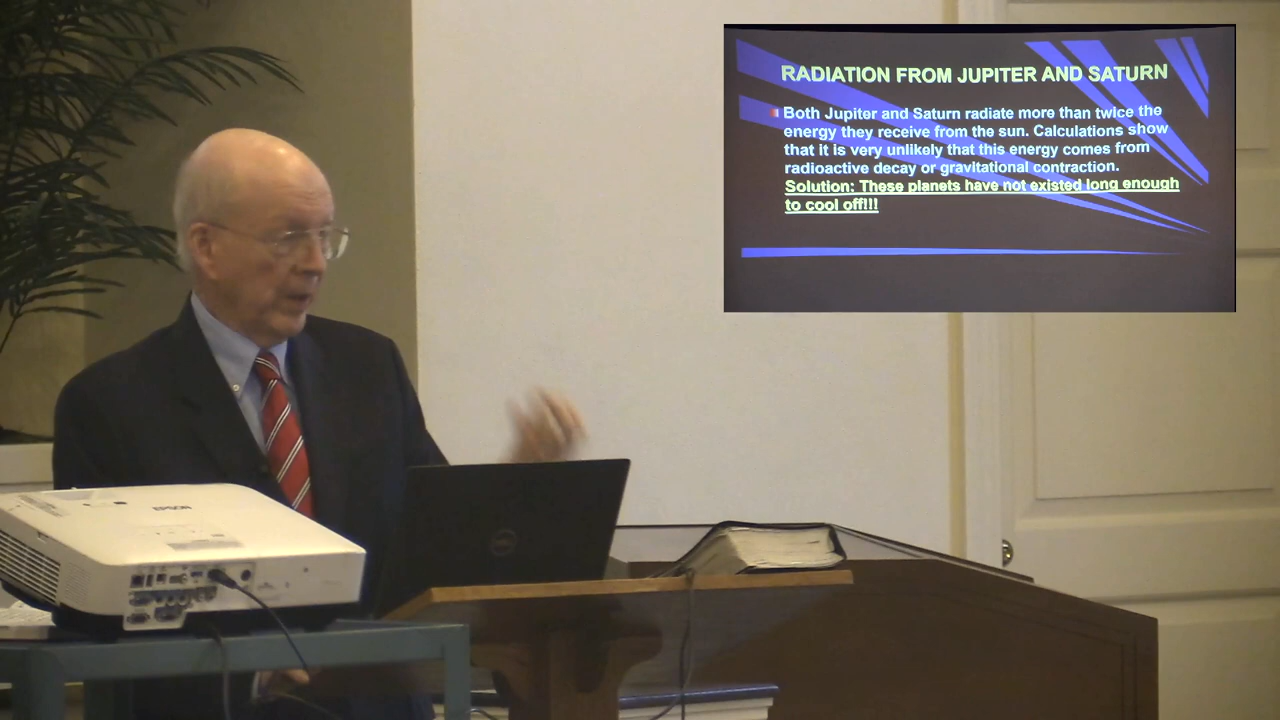 RADIATION FROM JUPITER AND SATURN
Both Jupiter and Saturn radiate more than twice the
energy they receive from the sun. Calculations show
that it is very unlikely that this energy comes from
radioactive decay or gravitational contraction.
Solution: These planets have not existed long enough
to cool off!!!
EPSON
DELL